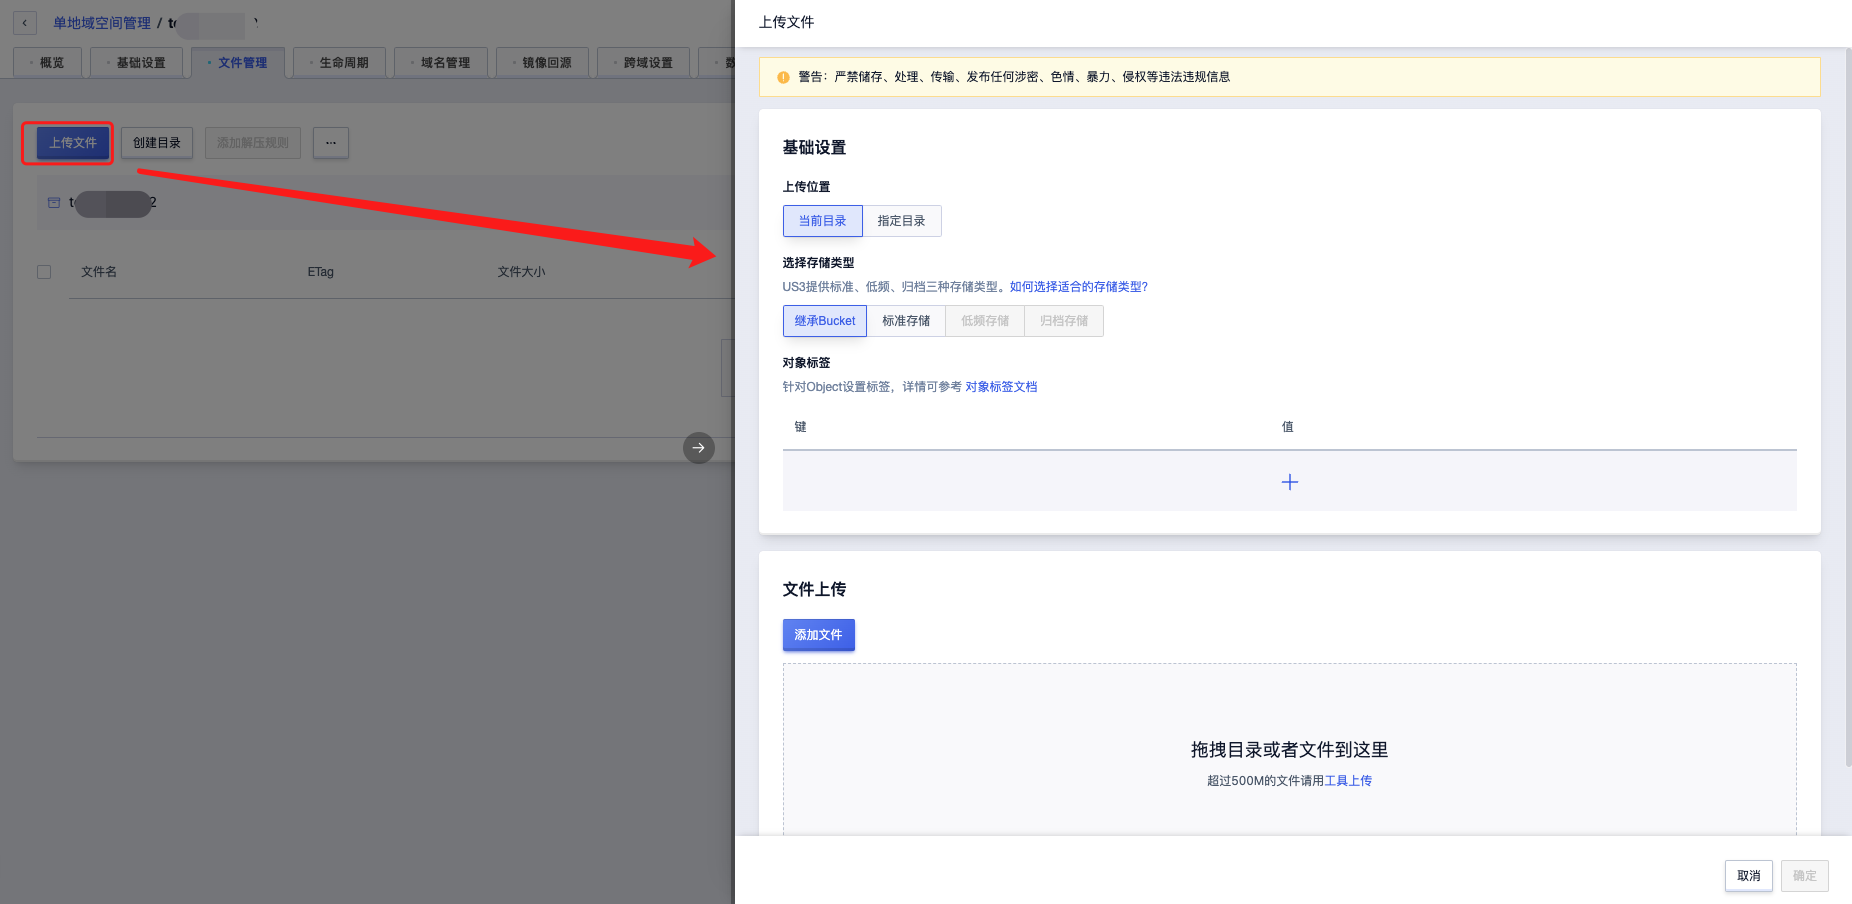 单地域空间管理 /
概览 基础设置 文件管理 生命周期 域名管理 镜像回源 跨域设置
上传文件 创建目录 添加解压规则 ...
文件名 ETag 文件大小
上传文件
警告：严禁储存、处理、传输、发布任何涉密、色情、暴力、侵权等违法违规信息
基础设置
上传位置
当前目录 指定目录
选择存储类型
US3提供标准、低频、归档三种存储类型。如何选择适合的存储类型?
继承Bucket 标准存储 低频存储 归档存储
对象标签
针对Object设置标签，详情可参考 对象标签文档
键 值
文件上传
添加文件
拖拽目录或者文件到这里
超过500M的文件请用工具上传
取消 确定